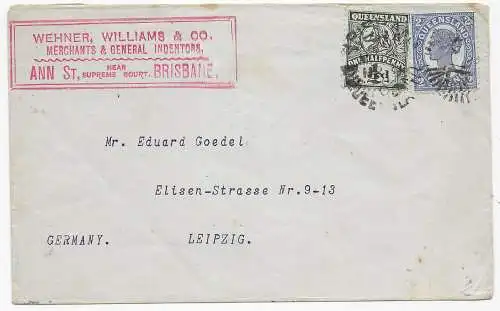 WEHNER, WILLIAMS & CO.
MERCHANTS & GENERAL INDENTORS,
ANN ST, NEAR SUPREME COURT, BRISBANE.
QUEENSLAND
ONE HALFPENNY
QUEENSLAND
Mr. Eduard Goedel
Elisen-Strasse Nr.9-13
GERMANY. LEIPZIG.